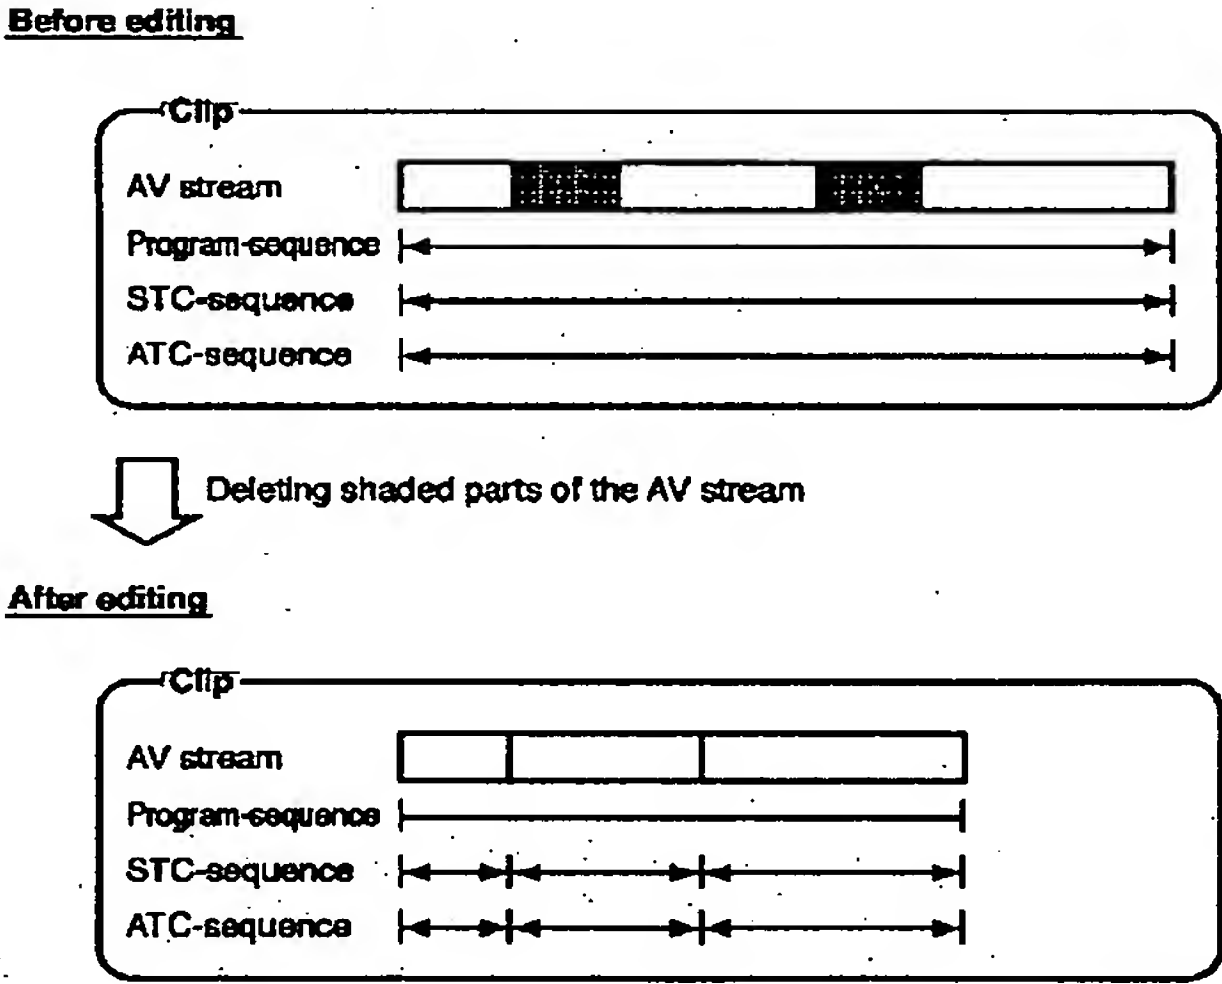 Before editing
Clip
AV stream
Program-sequence
STC-sequence
ATC-sequence
Deleting shaded parts of the AV stream
After editing
Clip
AV stream
Program-sequence
STC-sequence
ATC-sequence